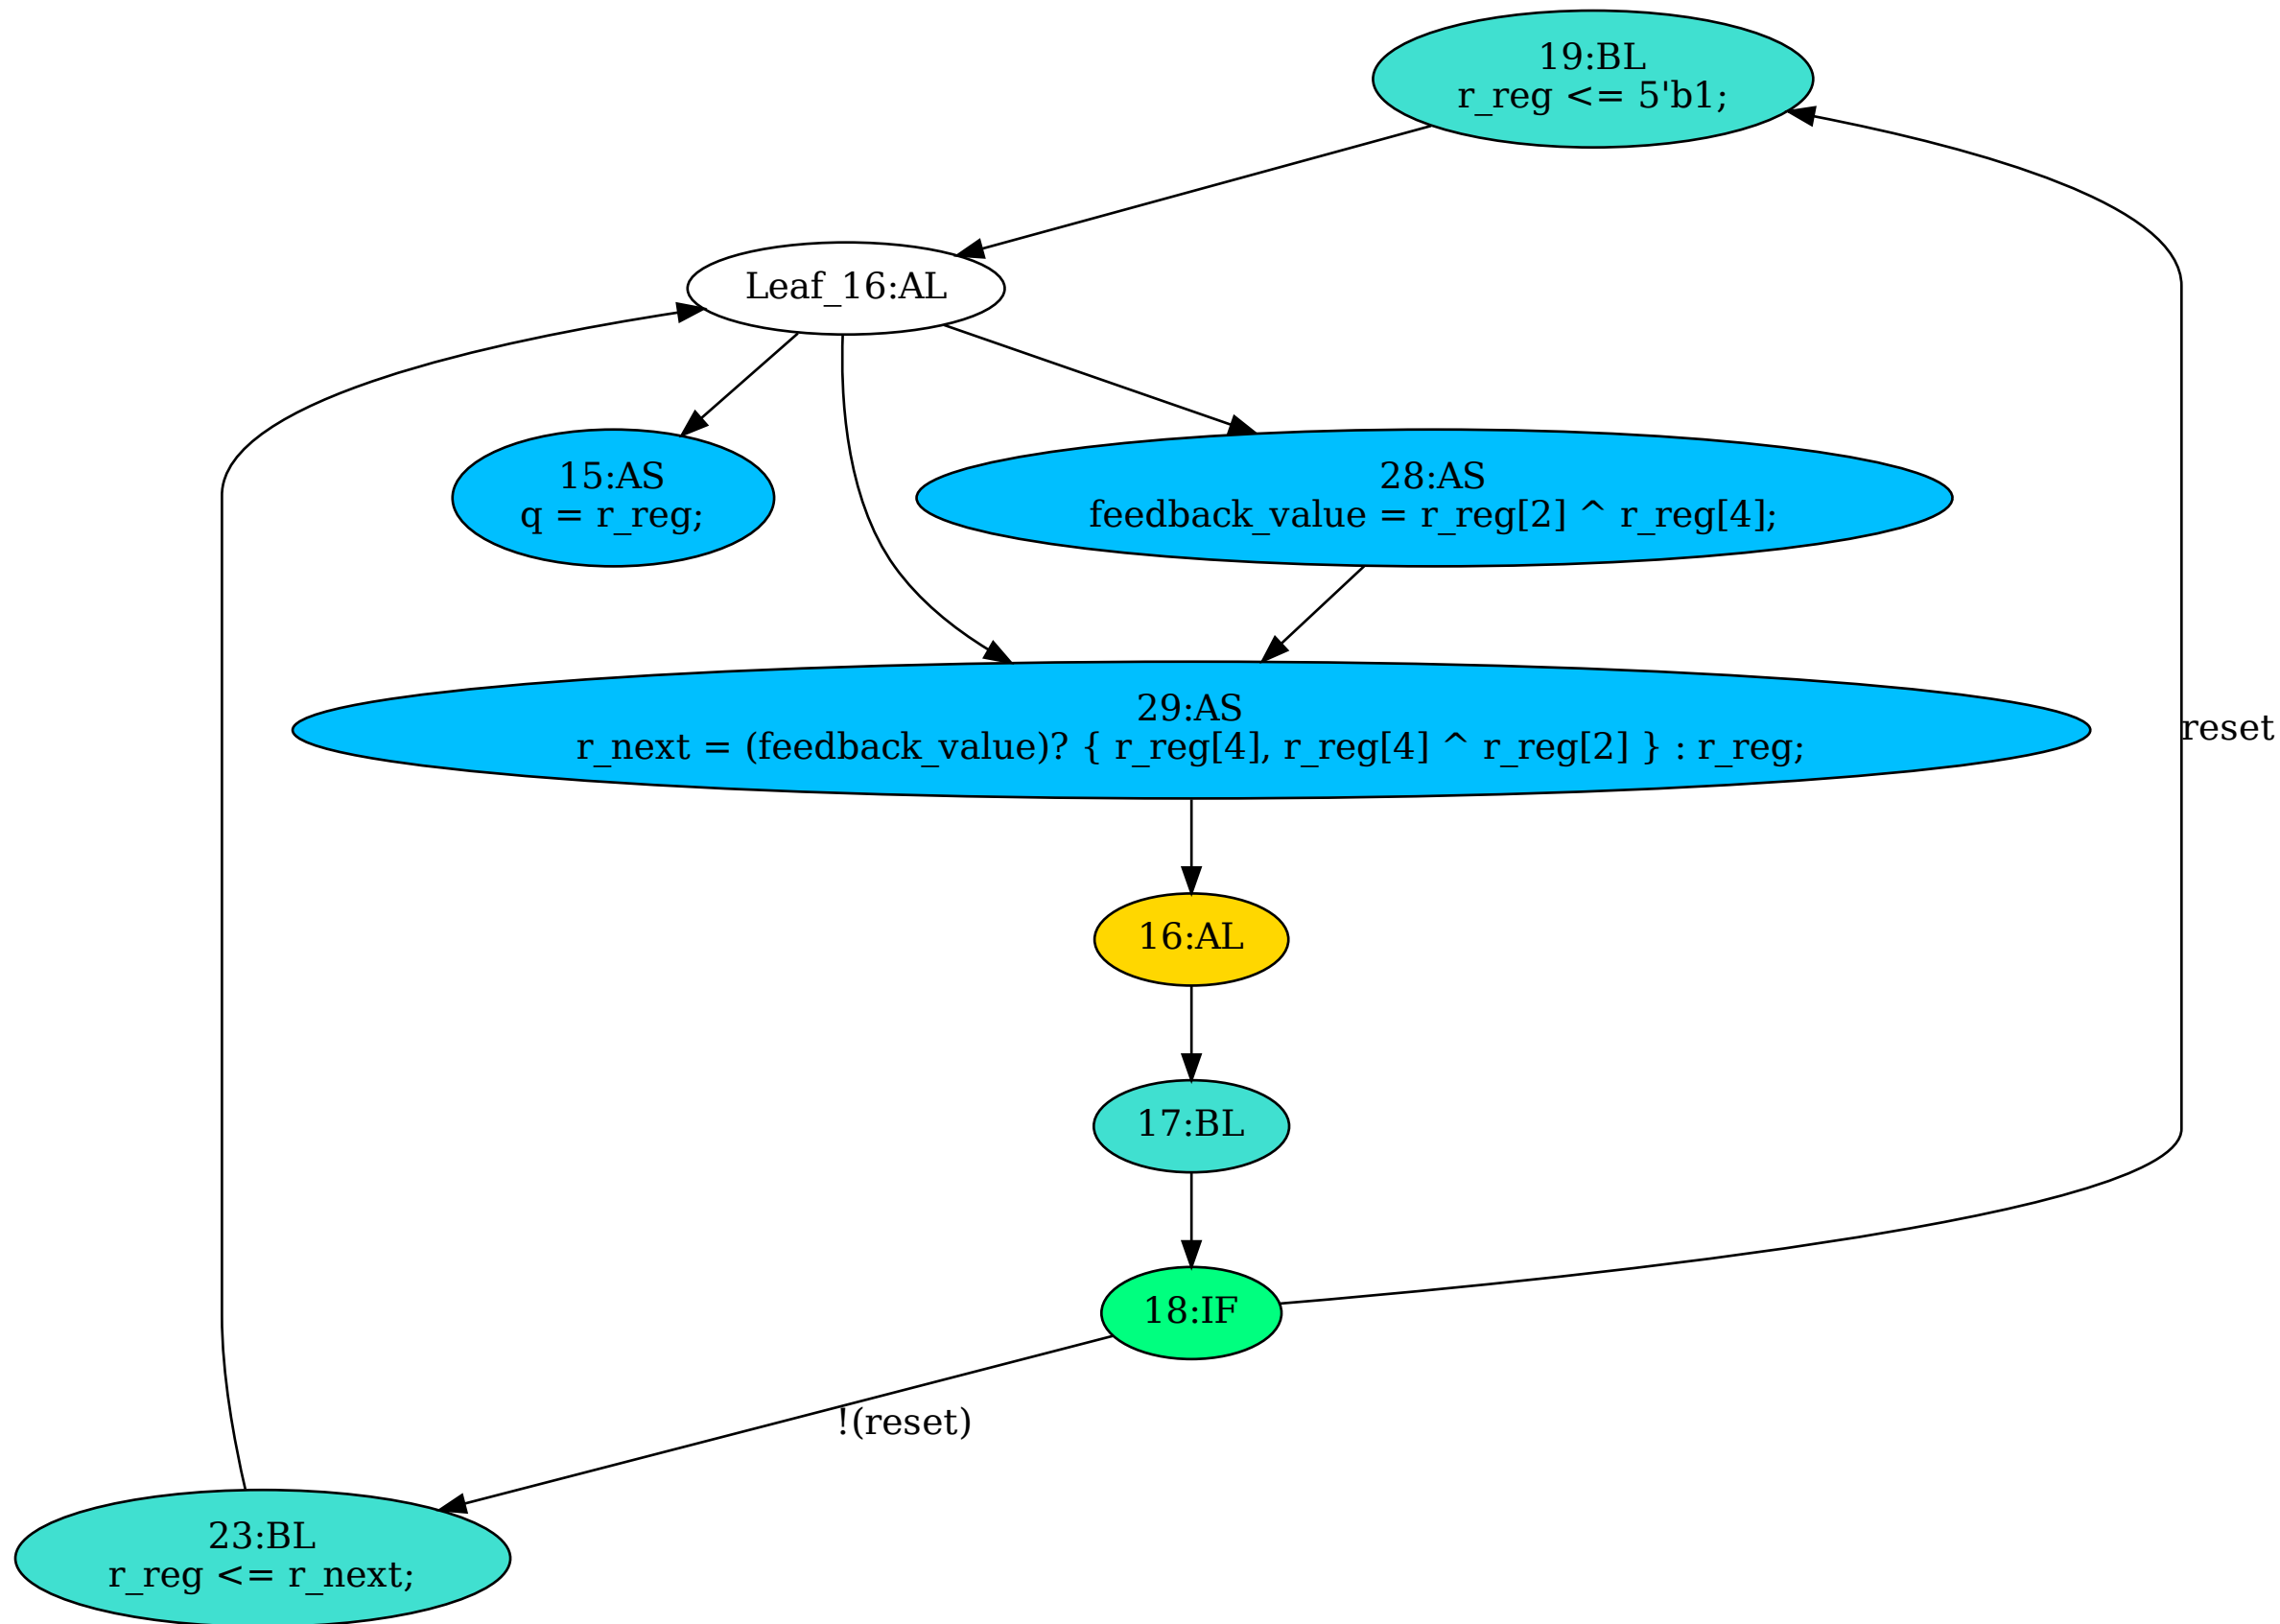 19:BL
r_reg <= 5'b1;
Leaf_16:AL
15:AS
q = r_reg;
28:AS
feedback_value = r_reg[2] ^ r_reg[4];
29:AS
r_next = (feedback_value)? { r_reg[4], r_reg[4] ^ r_reg[2] } : r_reg;
reset
16:AL
17:BL
18:IF
!(reset)
23:BL
r_reg <= r_next;